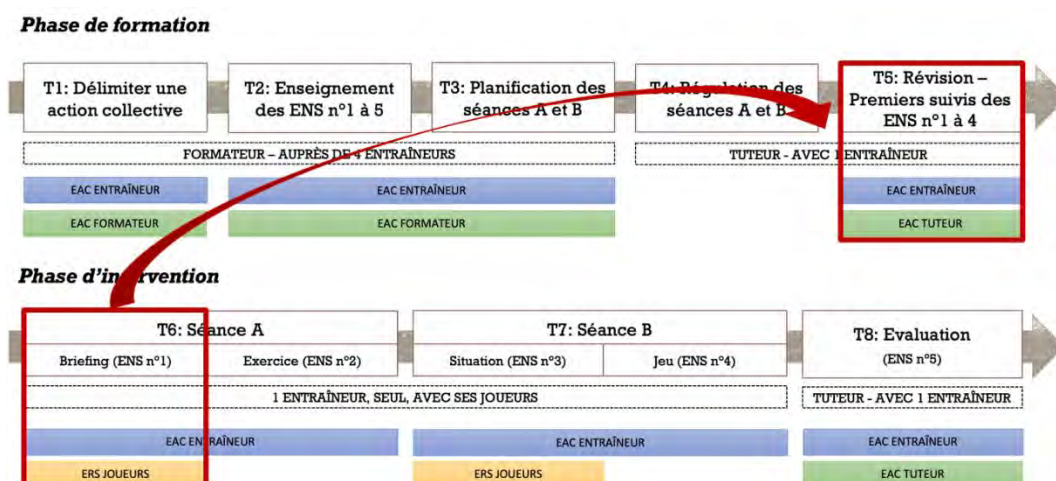 Phase de formation
T1: Délimiter une
action collective
T2: Enseignement
des ENS n°1 à 5
T3: Planification des
séances A et B
T4: Régulation des
séances A et B
T5: Révision –
Premiers suivis des
ENS n°1 à 4
FORMATEUR – AUPRÈS DE 4 ENTRAÎNEURS
TUTEUR - AVEC 1 ENTRAÎNEUR
EAC ENTRAÎNEUR
EAC ENTRAÎNEUR
EAC ENTRAÎNEUR
EAC FORMATEUR
EAC FORMATEUR
EAC TUTEUR
Phase d'intervention
T6: Séance A
T7: Séance B
T8: Evaluation
(ENS n°5)
Briefing (ENS n°1)
Exercice (ENS n°2)
Situation (ENS n°3)
Jeu (ENS n°4)
1 ENTRAÎNEUR, SEUL, AVEC SES JOUEURS
TUTEUR - AVEC 1 ENTRAÎNEUR
EAC ENTRAÎNEUR
EAC ENTRAÎNEUR
EAC ENTRAÎNEUR
ERS JOUEURS
ERS JOUEURS
EAC TUTEUR